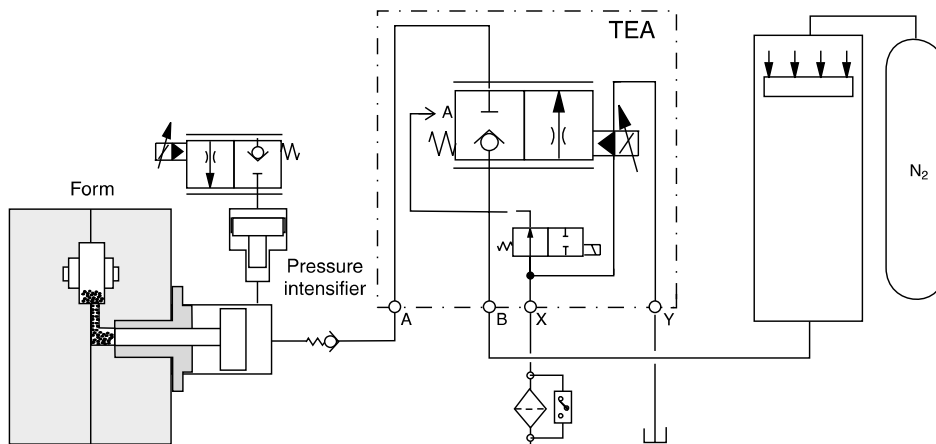 TEA
A
N₂
Form
Pressure
intensifier
A
B
X
Y